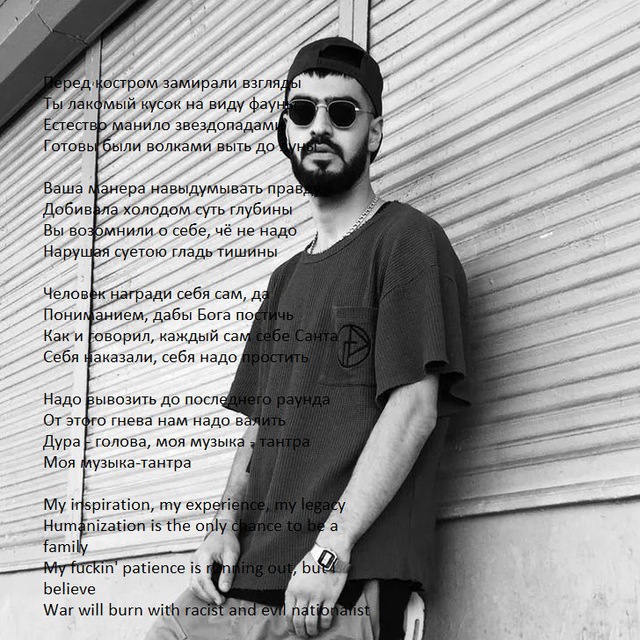 Перед костром замирали взгляды
Ты лакомый кусок на виду фауны
Естество манило звездопадами
Готовы были волками выть до луны

Ваша манера навыдумывать правду
Добивала холодом суть глубины
Вы возомнили о себе, чё не надо
Нарушая суетою гладь тишины

Человек награди себя сам, да
Пониманием, дабы Бога постичь
Как и говорил, каждый сам себе Санта
Себя наказали, себя надо простить

Надо вывозить до последнего раунда
От этого гнева нам надо валить
Дура - голова, моя музыка - тантра
Моя музыка-тантра

My inspiration, my experience, my legacy
Humanization is the only chance to be a
family
My fuckin' patience is running out, but I
believe
War will burn with racist and evil nationalist